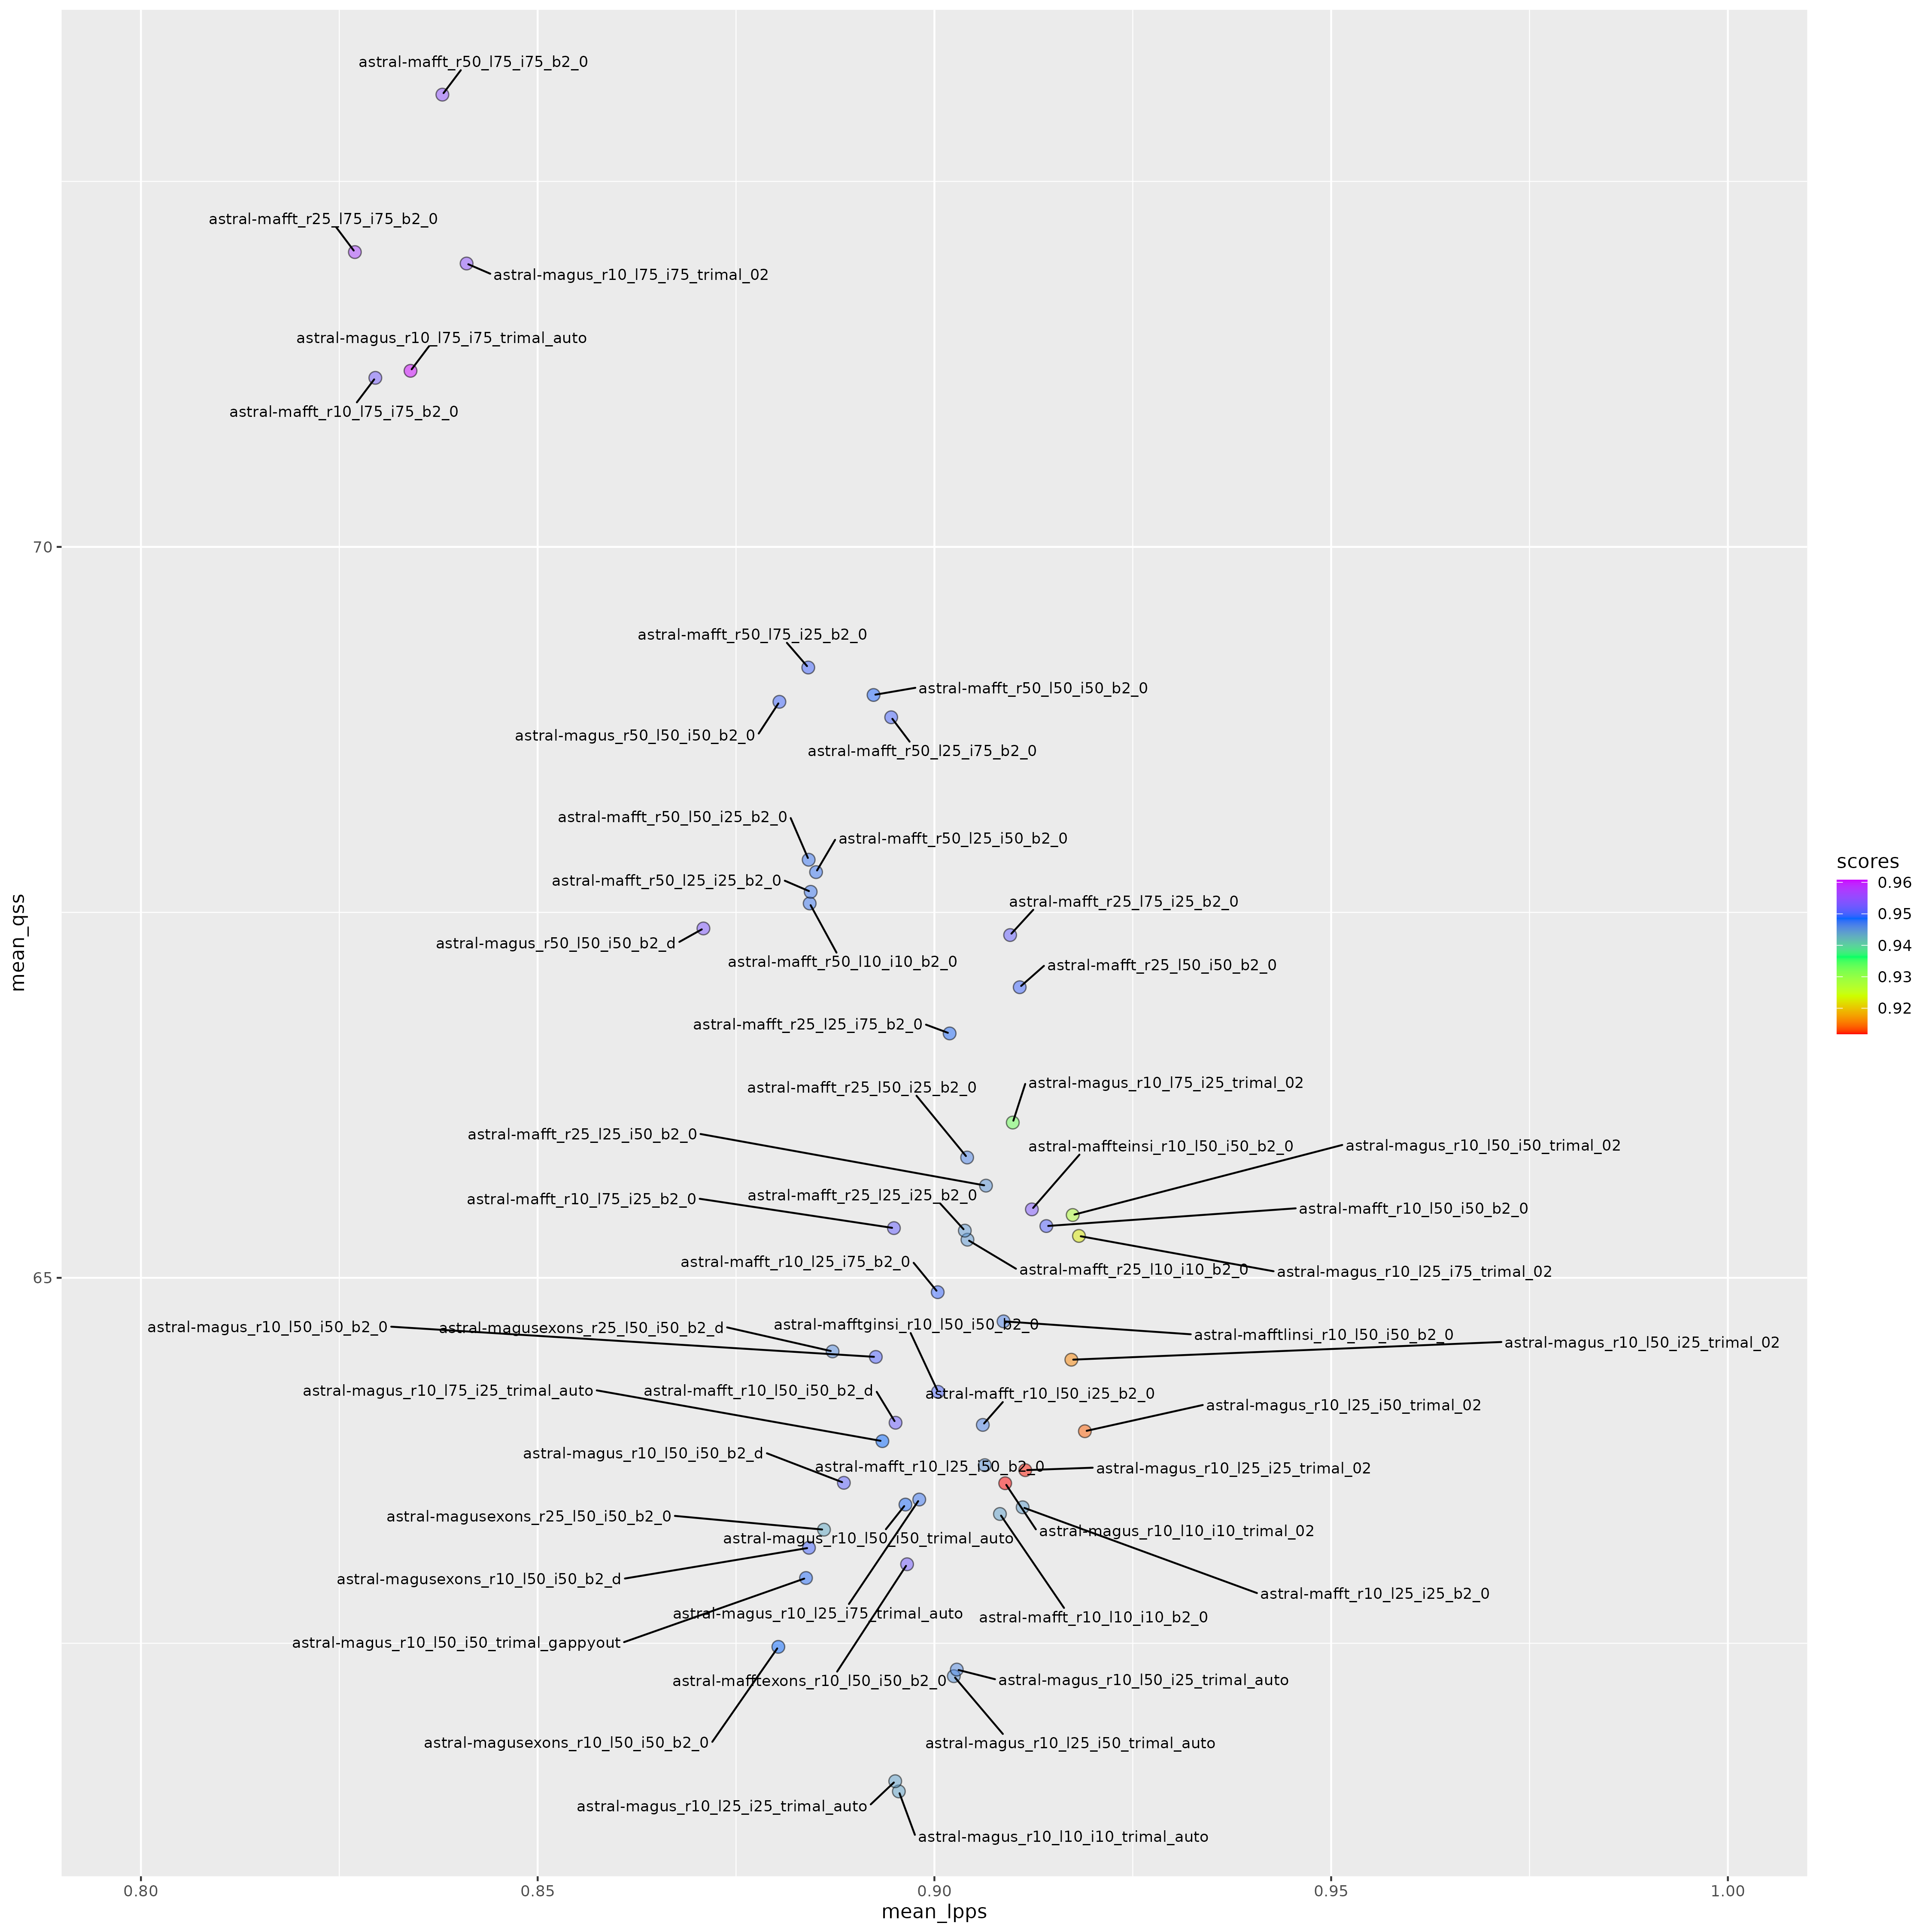 astral-mafft_r50_l75_i75_b2_0
astral-mafft_r25_l75_i75_b2_0
astral-magus_r10_l75_i75_trimal_02
astral-magus_r10_l75_i75_trimal_auto
astral-mafft_r10_l75_i75_b2_0
70
astral-mafft_r50_l75_i25_b2_0
astral-mafft_r50_l50_i50_b2_0
astral-magus_r50_l50_i50_b2_0
astral-mafft_r50_l25_i75_b2_0
astral-mafft_r50_l50_i25_b2_0
astral-mafft_r50_l25_i50_b2_0
astral-mafft_r50_l25_i25_b2_0
astral-mafft_r25_l75_i25_b2_0
astral-magus_r50_l50_i50_b2_d
astral-mafft_r50_l10_i10_b2_0
astral-mafft_r25_l50_i50_b2_0
astral-mafft_r25_l25_i75_b2_0
astral-magus_r10_l75_i25_trimal_02
astral-mafft_r25_l50_i25_b2_0
astral-mafft_r25_l25_i50_b2_0
astral-maffteinsi_r10_l50_i50_b2_0
astral-magus_r10_l50_i50_trimal_02
astral-mafft_r10_l75_i25_b2_0
astral-mafft_r25_l25_i25_b2_0
astral-mafft_r10_l50_i50_b2_0
astral-mafft_r10_l25_i75_b2_0
astral-mafft_r25_l10_i10_b2_0
astral-magus_r10_l25_i75_trimal_02
65
astral-magus_r10_l50_i50_b2_0
astral-magusexons_r25_l50_i50_b2_d
astral-mafftginsi_r10_l50_i50_b2_0
astral-mafftlinsi_r10_l50_i50_b2_0
astral-magus_r10_l50_i25_trimal_02
astral-magus_r10_l75_i25_trimal_auto
astral-mafft_r10_l50_i50_b2_d
astral-mafft_r10_l50_i25_b2_0
astral-magus_r10_l25_i50_trimal_02
astral-magus_r10_l50_i50_b2_d
astral-mafft_r10_l25_i50_b2_0
astral-magus_r10_l25_i25_trimal_02
astral-magusexons_r25_l50_i50_b2_0
astral-magus_r10_l50_i50_trimal_auto
astral-magus_r10_l10_i10_trimal_02
astral-magusexons_r10_l50_i50_b2_d
astral-mafft_r10_l25_i25_b2_0
astral-magus_r10_l25_i75_trimal_auto
astral-mafft_r10_l10_i10_b2_0
astral-magus_r10_l50_i50_trimal_gappyout
astral-mafftexons_r10_l50_i50_b2_0
astral-magus_r10_l50_i25_trimal_auto
astral-magusexons_r10_l50_i50_b2_0
astral-magus_r10_l25_i50_trimal_auto
astral-magus_r10_l25_i25_trimal_auto
astral-magus_r10_l10_i10_trimal_auto
0.80
0.85
0.90
0.95
1.00
mean_lpps
mean_qss
scores
0.96
0.95
0.94
0.93
0.92